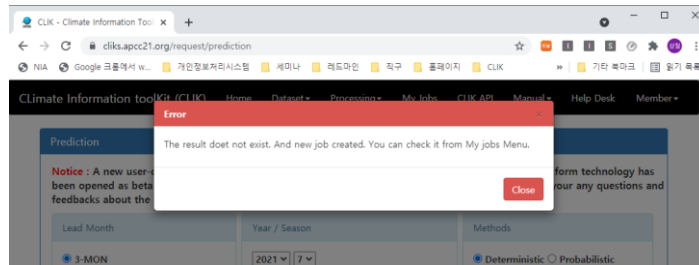 CLIK - Climate Information Tool
cliks.apcc21.org/request/prediction
NIA Google 크롬에서 w... 개인정보처리시스템 세미나 레드마인 직구 홈페이지 CLIK » 기타 북마크 읽기 목록
CLimate Information toolKit (CLIK) Home Dataset Processing My Jobs CLIK API Manual Help Desk Member
Error ×
Prediction
The result doet not exist. And new job created. You can check it from My jobs Menu.
Notice : A new user- form technology has
been opened as beta your any questions and
feedbacks about the
Close
Lead Month Year / Season Methods
3-MON 2021 7 Deterministic Probabilistic